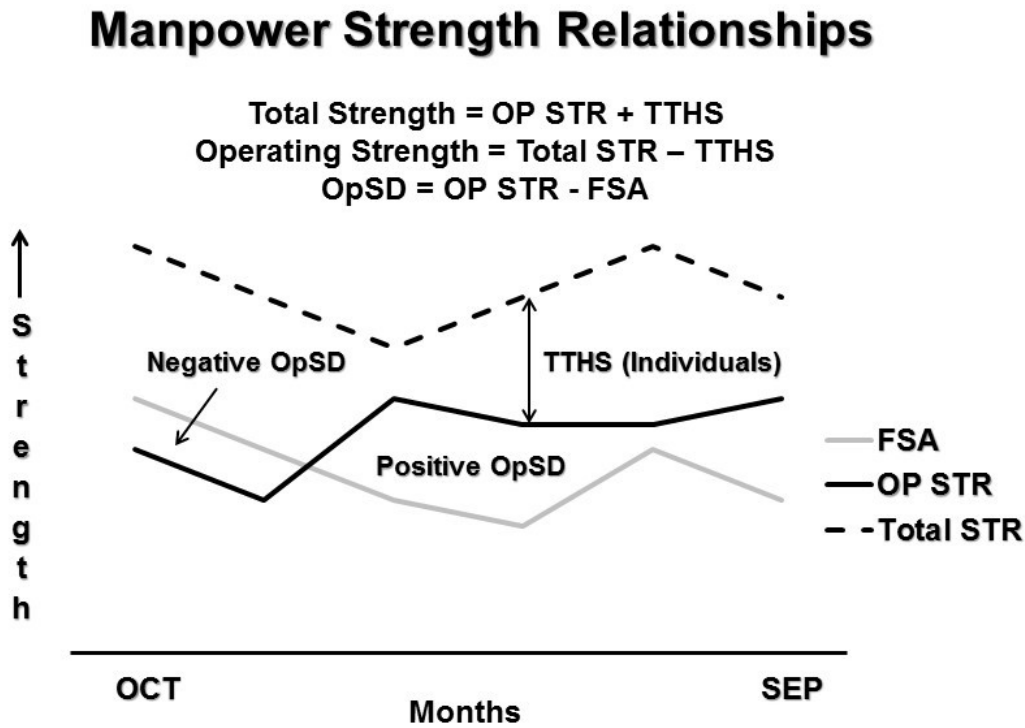 Manpower Strength Relationships
Total Strength = OP STR + TTHS
Operating Strength = Total STR – TTHS
OpSD = OP STR - FSA
Strength
Negative OpSD
TTHS (Individuals)
Positive OpSD
FSA
OP STR
Total STR
OCT
SEP
Months